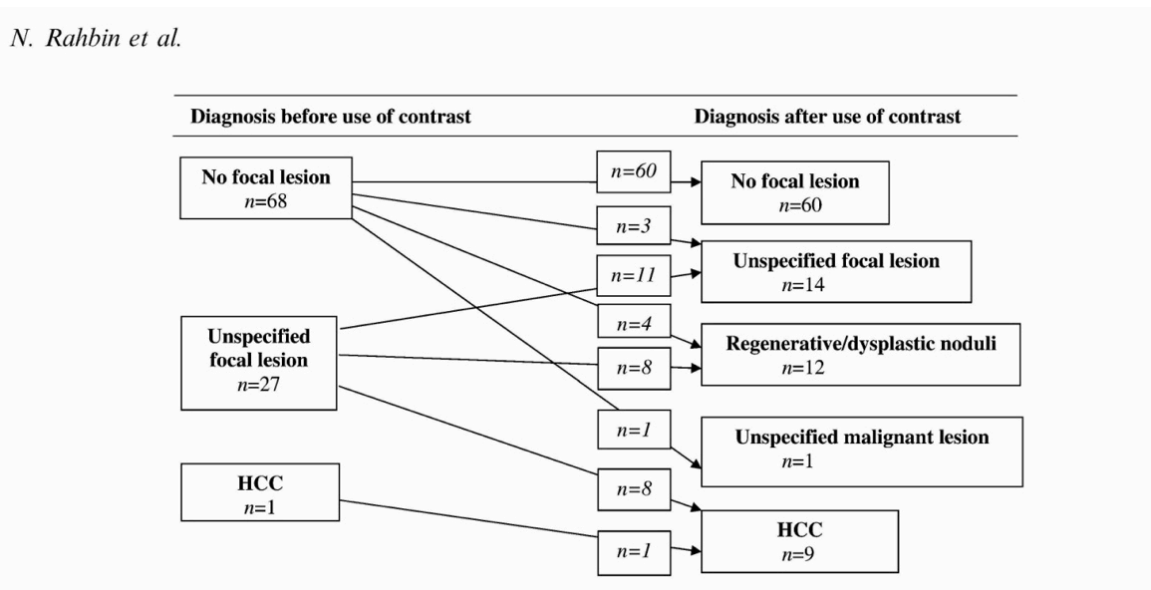 N. Rahbin et al.
Diagnosis before use of contrast
Diagnosis after use of contrast
No focal lesion
n=68
Unspecified
focal lesion
n=27
HCC
n=1
n=60
n=3
n=11
n=4
n=8
n=1
n=8
n=1
No focal lesion
n=60
Unspecified focal lesion
n=14
Regenerative/dysplastic noduli
n=12
Unspecified malignant lesion
n=1
HCC
n=9